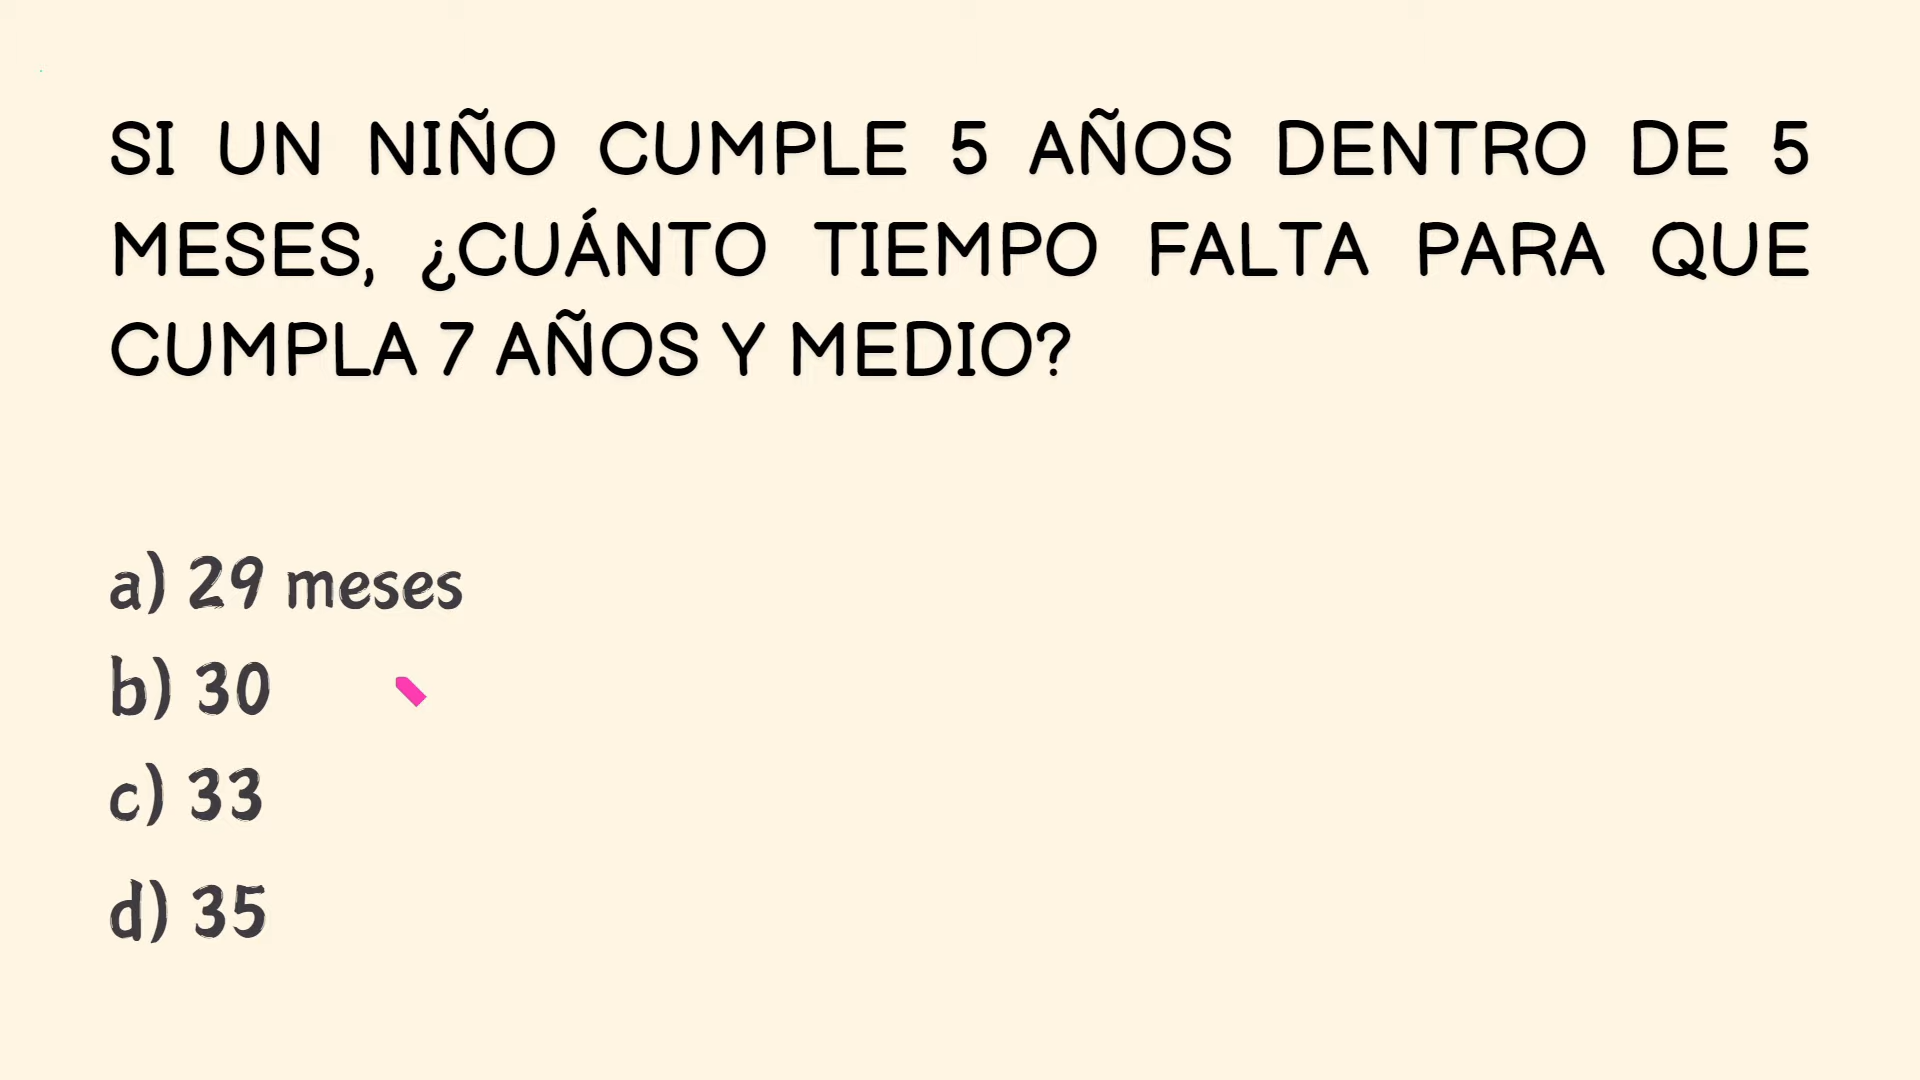 SI UN NIÑO CUMPLE 5 AÑOS DENTRO DE 5
MESES, ¿CUÁNTO TIEMPO FALTA PARA QUE
CUMPLA 7 AÑOS Y MEDIO?
a) 29 meses
b) 30
c) 33
d) 35